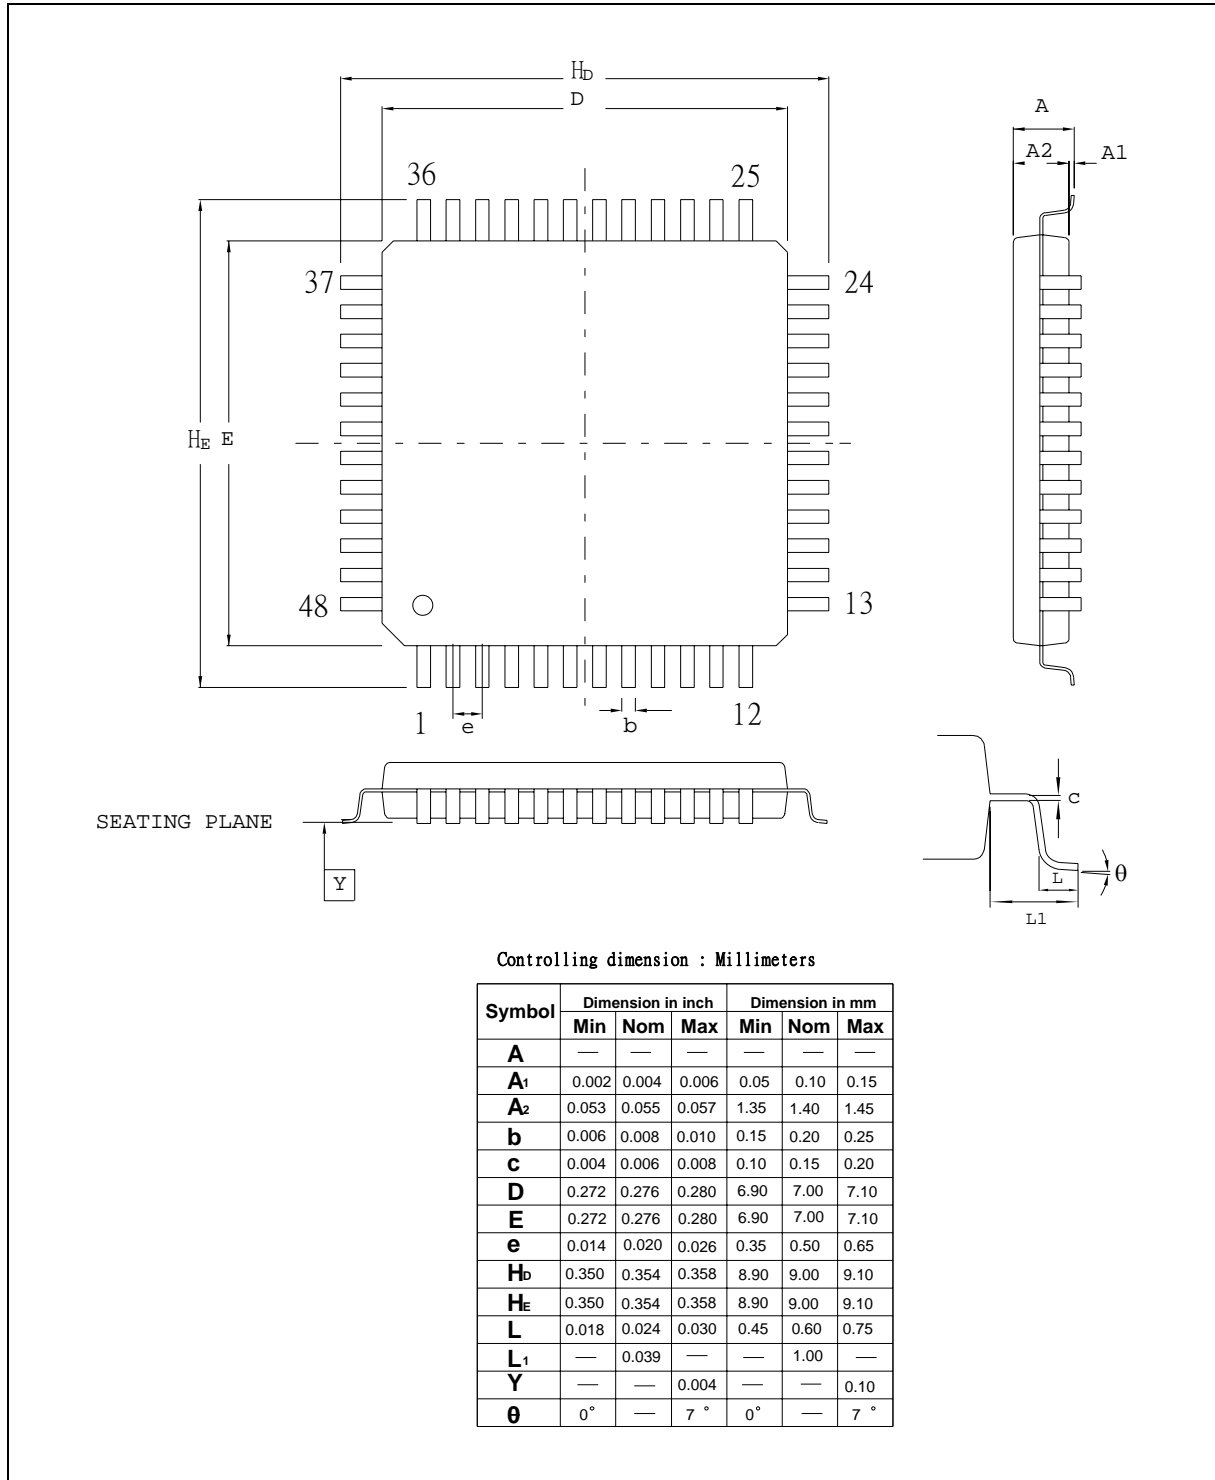 HD
D
A
A2 A1
36 25
37 24
HE E
48 13
1 e b 12
SEATING PLANE
Y
c
L θ
L1
Controlling dimension : Millimeters
Symbol Dimension in inch Dimension in mm
Min Nom Max Min Nom Max
A — — — — — —
A1 0.002 0.004 0.006 0.05 0.10 0.15
A2 0.053 0.055 0.057 1.35 1.40 1.45
b 0.006 0.008 0.010 0.15 0.20 0.25
c 0.004 0.006 0.008 0.10 0.15 0.20
D 0.272 0.276 0.280 6.90 7.00 7.10
E 0.272 0.276 0.280 6.90 7.00 7.10
e 0.014 0.020 0.026 0.35 0.50 0.65
HD 0.350 0.354 0.358 8.90 9.00 9.10
HE 0.350 0.354 0.358 8.90 9.00 9.10
L 0.018 0.024 0.030 0.45 0.60 0.75
L1 — 0.039 — — 1.00 —
Y — — 0.004 — — 0.10
θ 0° — 7° 0° — 7°